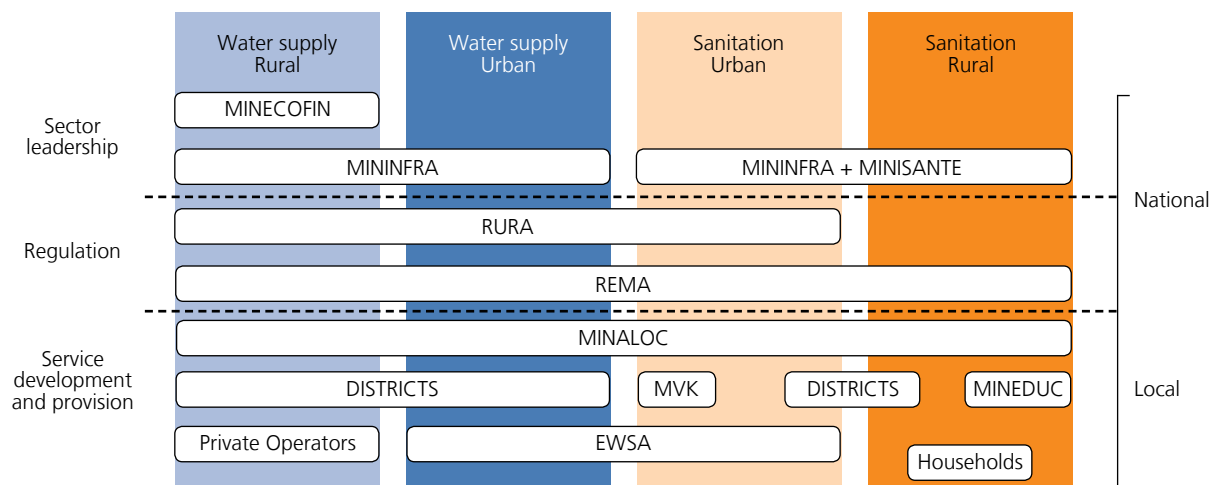 Water supply
Rural
Water supply
Urban
Sanitation
Urban
Sanitation
Rural
Sector
leadership
MINECOFIN
MININFRA
MININFRA + MINISANTE
National
Regulation
RURA
REMA
Service
development
and provision
MINALOC
DISTRICTS
MVK
DISTRICTS
MINEDUC
Local
Private Operators
EWSA
Households